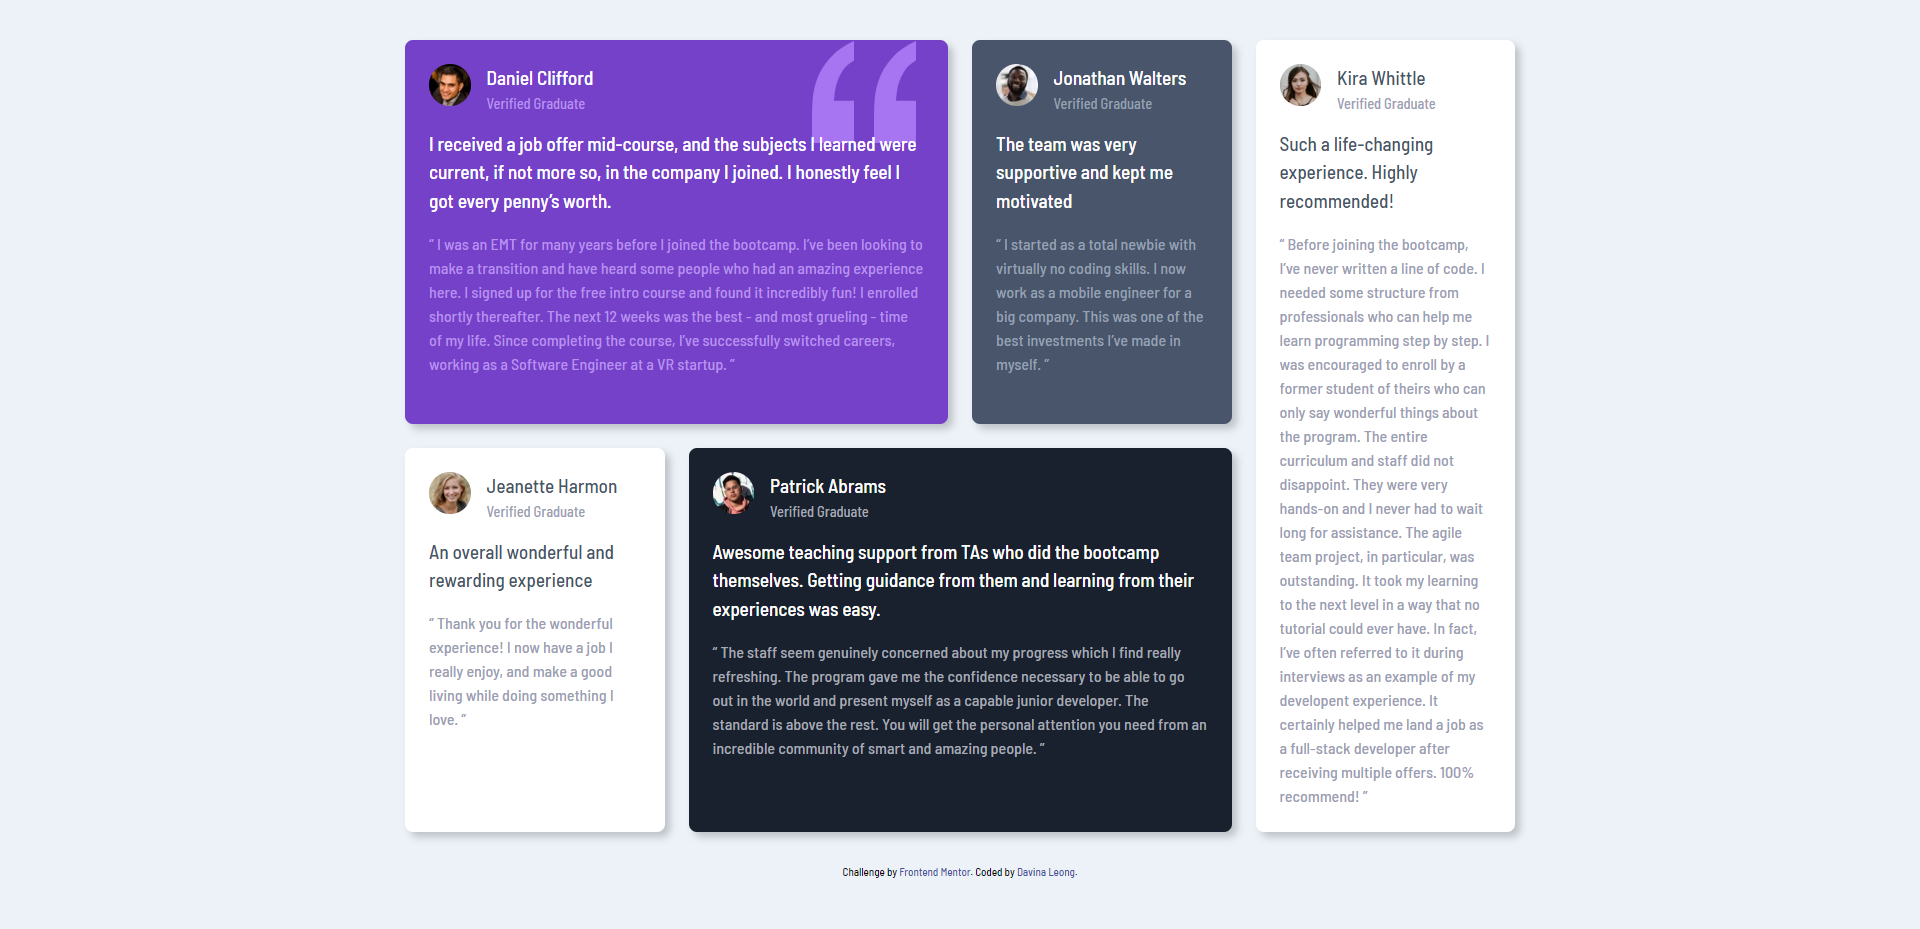 Daniel Clifford
Verified Graduate
I received a job offer mid-course, and the subjects I learned were
current, if not more so, in the company I joined. I honestly feel I
got every penny’s worth.
“ I was an EMT for many years before I joined the bootcamp. I’ve been looking to
make a transition and have heard some people who had an amazing experience
here. I signed up for the free intro course and found it incredibly fun! I enrolled
shortly thereafter. The next 12 weeks was the best - and most grueling - time
of my life. Since completing the course, I’ve successfully switched careers,
working as a Software Engineer at a VR startup. ”
Jonathan Walters
Verified Graduate
The team was very
supportive and kept me
motivated
“ I started as a total newbie with
virtually no coding skills. I now
work as a mobile engineer for a
big company. This was one of the
best investments I’ve made in
myself. ”
Kira Whittle
Verified Graduate
Such a life-changing
experience. Highly
recommended!
“ Before joining the bootcamp,
I’ve never written a line of code. I
needed some structure from
professionals who can help me
learn programming step by step. I
was encouraged to enroll by a
former student of theirs who can
only say wonderful things about
the program. The entire
curriculum and staff did not
disappoint. They were very
hands-on and I never had to wait
long for assistance. The agile
team project, in particular, was
outstanding. It took my learning
to the next level in a way that no
tutorial could ever have. In fact,
I’ve often referred to it during
interviews as an example of my
developent experience. It
certainly helped me land a job as
a full-stack developer after
receiving multiple offers. 100%
recommend! ”
Jeanette Harmon
Verified Graduate
An overall wonderful and
rewarding experience
“ Thank you for the wonderful
experience! I now have a job I
really enjoy, and make a good
living while doing something I
love. ”
Patrick Abrams
Verified Graduate
Awesome teaching support from TAs who did the bootcamp
themselves. Getting guidance from them and learning from their
experiences was easy.
“ The staff seem genuinely concerned about my progress which I find really
refreshing. The program gave me the confidence necessary to be able to go
out in the world and present myself as a capable junior developer. The
standard is above the rest. You will get the personal attention you need from an
incredible community of smart and amazing people. ”
Challenge by Frontend Mentor. Coded by Davina Leong.